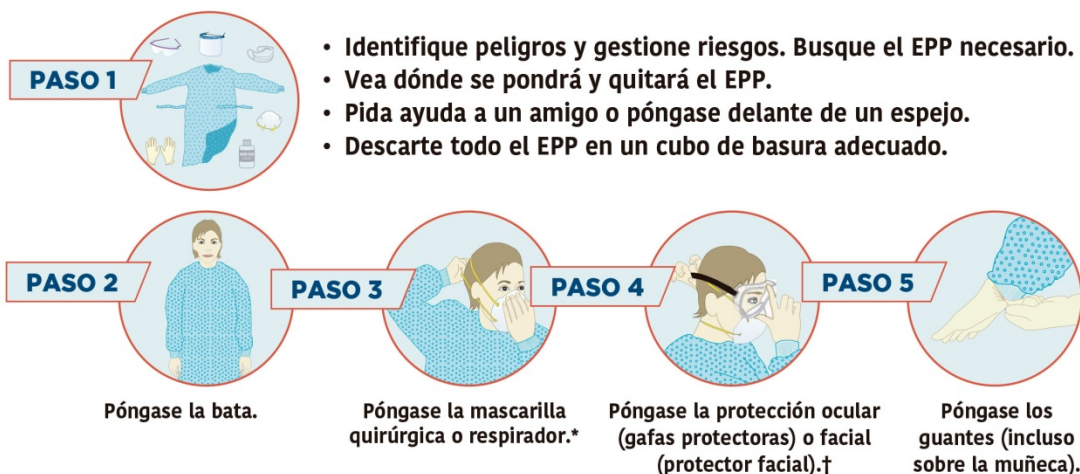 PASO 1
• Identifique peligros y gestione riesgos. Busque el EPP necesario.
• Vea dónde se pondrá y quitará el EPP.
• Pida ayuda a un amigo o póngase delante de un espejo.
• Descarte todo el EPP en un cubo de basura adecuado.
PASO 2
Póngase la bata.
PASO 3
Póngase la mascarilla
quirúrgica o respirador.*
PASO 4
Póngase la protección ocular
(gafas protectoras) o facial
(protector facial).†
PASO 5
Póngase los
guantes (incluso
sobre la muñeca).